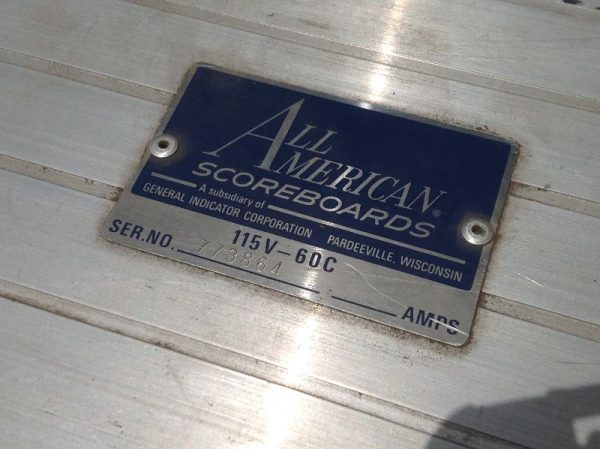 ALL
AMERICAN®
SCOREBOARDS
A subsidiary of
GENERAL INDICATOR CORPORATION PARDEEVILLE, WISCONSIN
115V-60C
SER.NO. 773864 AMPS